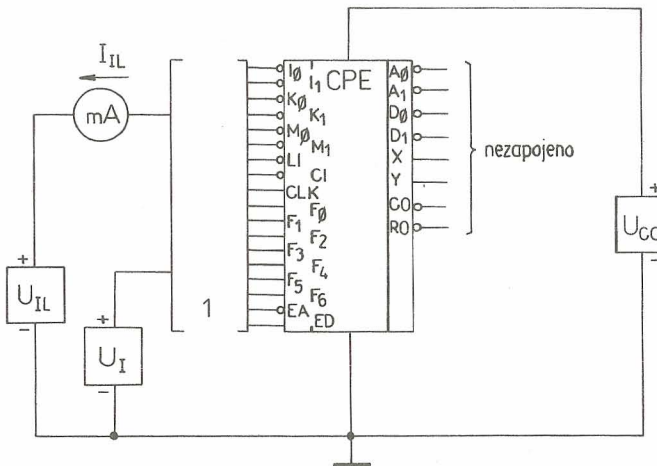 I_IL
mA
+
U_IL
-
+
U_I
-
1
CPE
I0
I1
K0
K1
M0
M1
LI
CI
CLK
F0
F1
F2
F3
F4
F5
F6
EA
ED
A0
A1
D0
D1
X
Y
CO
RO
nezapojeno
+
U_CC
-